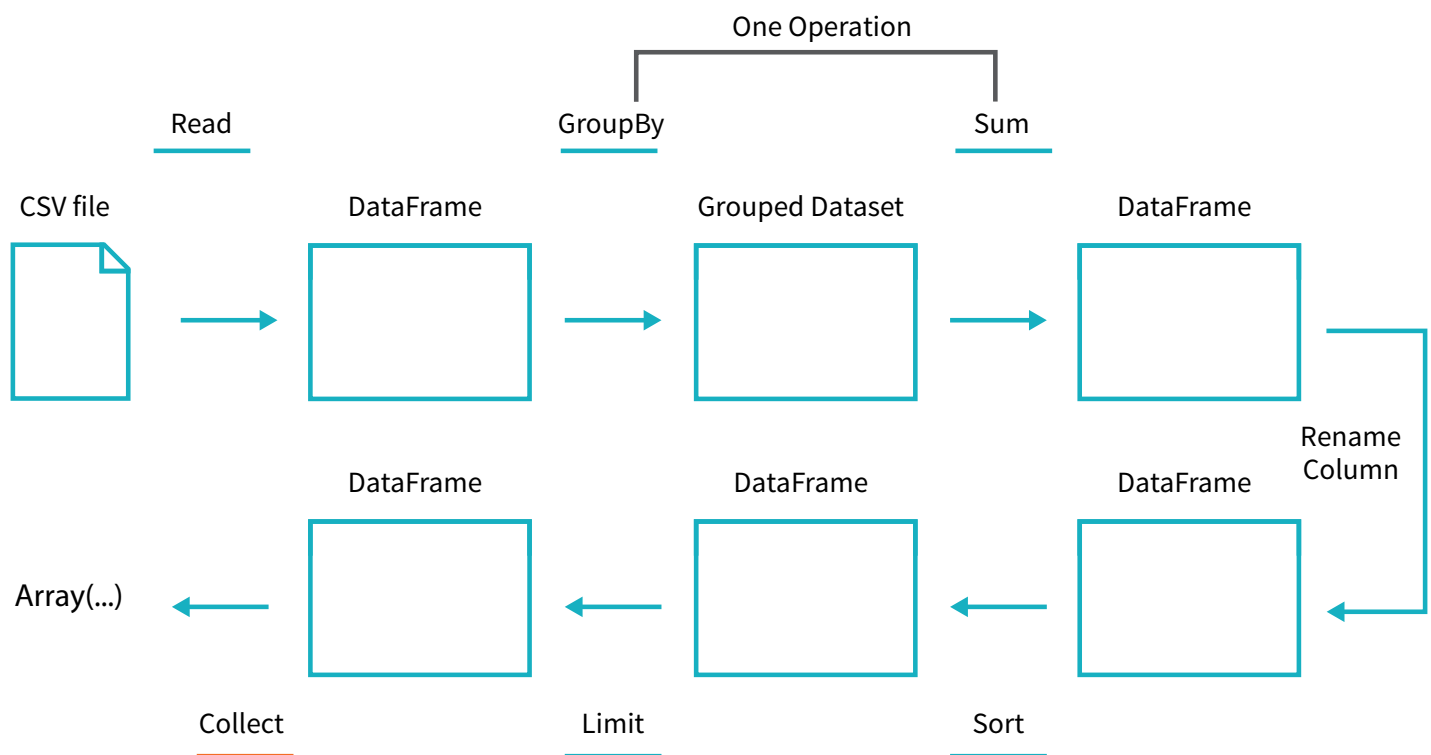 One Operation
Read
GroupBy
Sum
CSV file
DataFrame
Grouped Dataset
DataFrame
Rename
Column
DataFrame
DataFrame
DataFrame
Array(...)
Collect
Limit
Sort